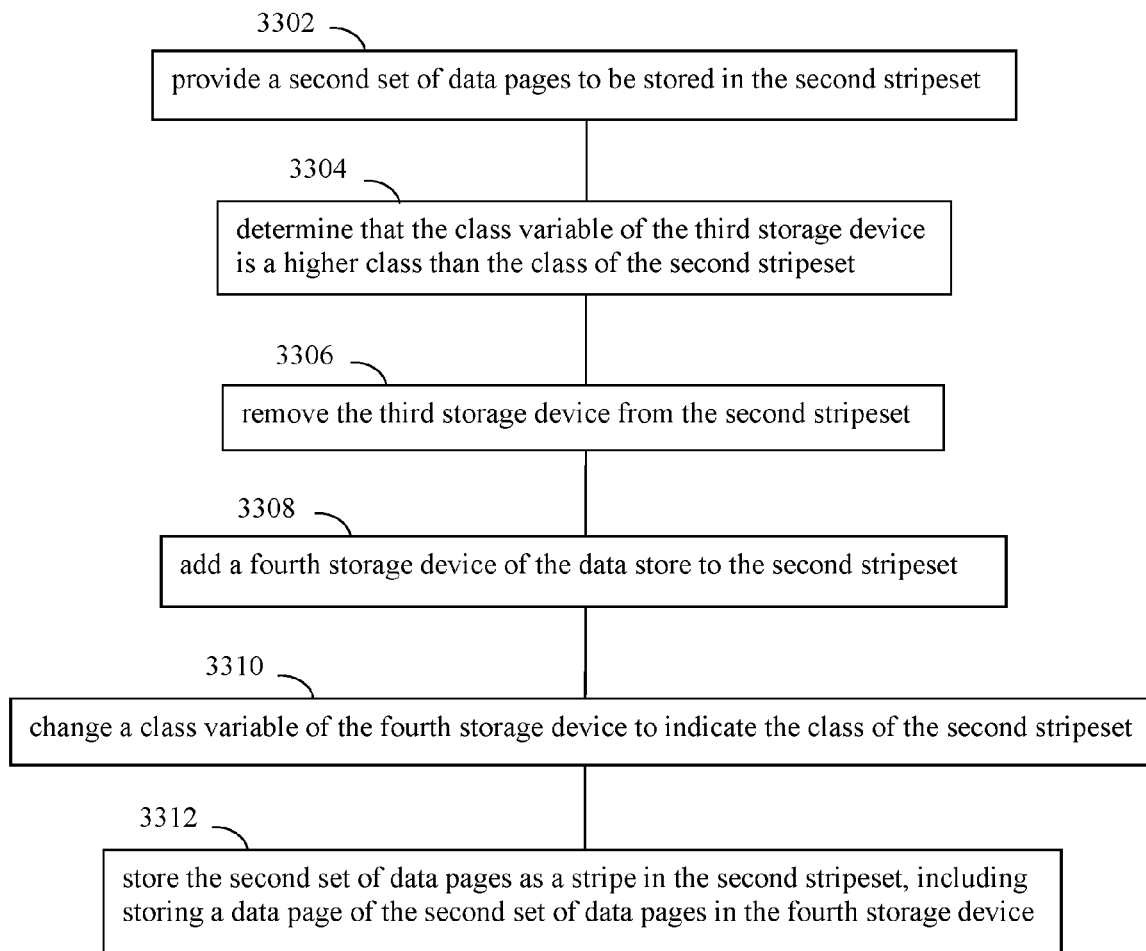 3302
provide a second set of data pages to be stored in the second stripeset
3304
determine that the class variable of the third storage device
is a higher class than the class of the second stripeset
3306
remove the third storage device from the second stripeset
3308
add a fourth storage device of the data store to the second stripeset
3310
change a class variable of the fourth storage device to indicate the class of the second stripeset
3312
store the second set of data pages as a stripe in the second stripeset, including
storing a data page of the second set of data pages in the fourth storage device